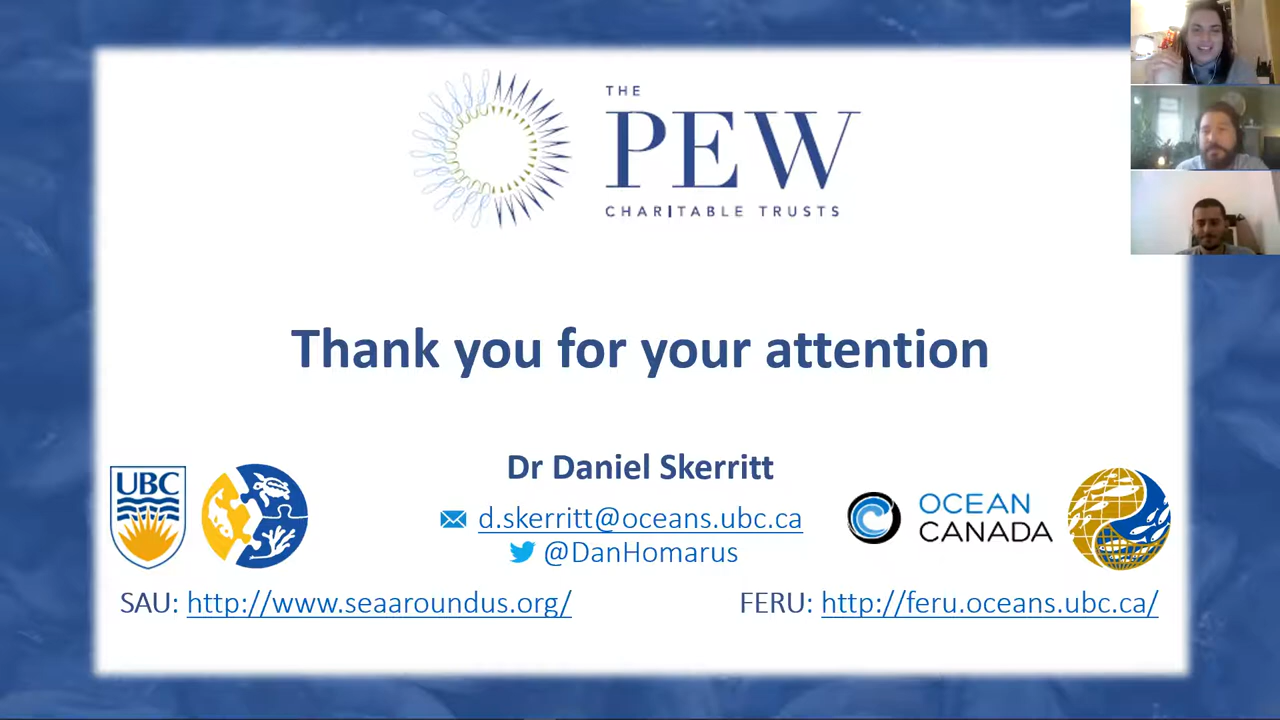 THE
PEW
CHARITABLE TRUSTS
Thank you for your attention
Dr Daniel Skerritt
UBC
d.skerritt@oceans.ubc.ca
@DanHomarus
OCEAN
CANADA
SAU: http://www.seaaroundus.org/
FERU: http://feru.oceans.ubc.ca/